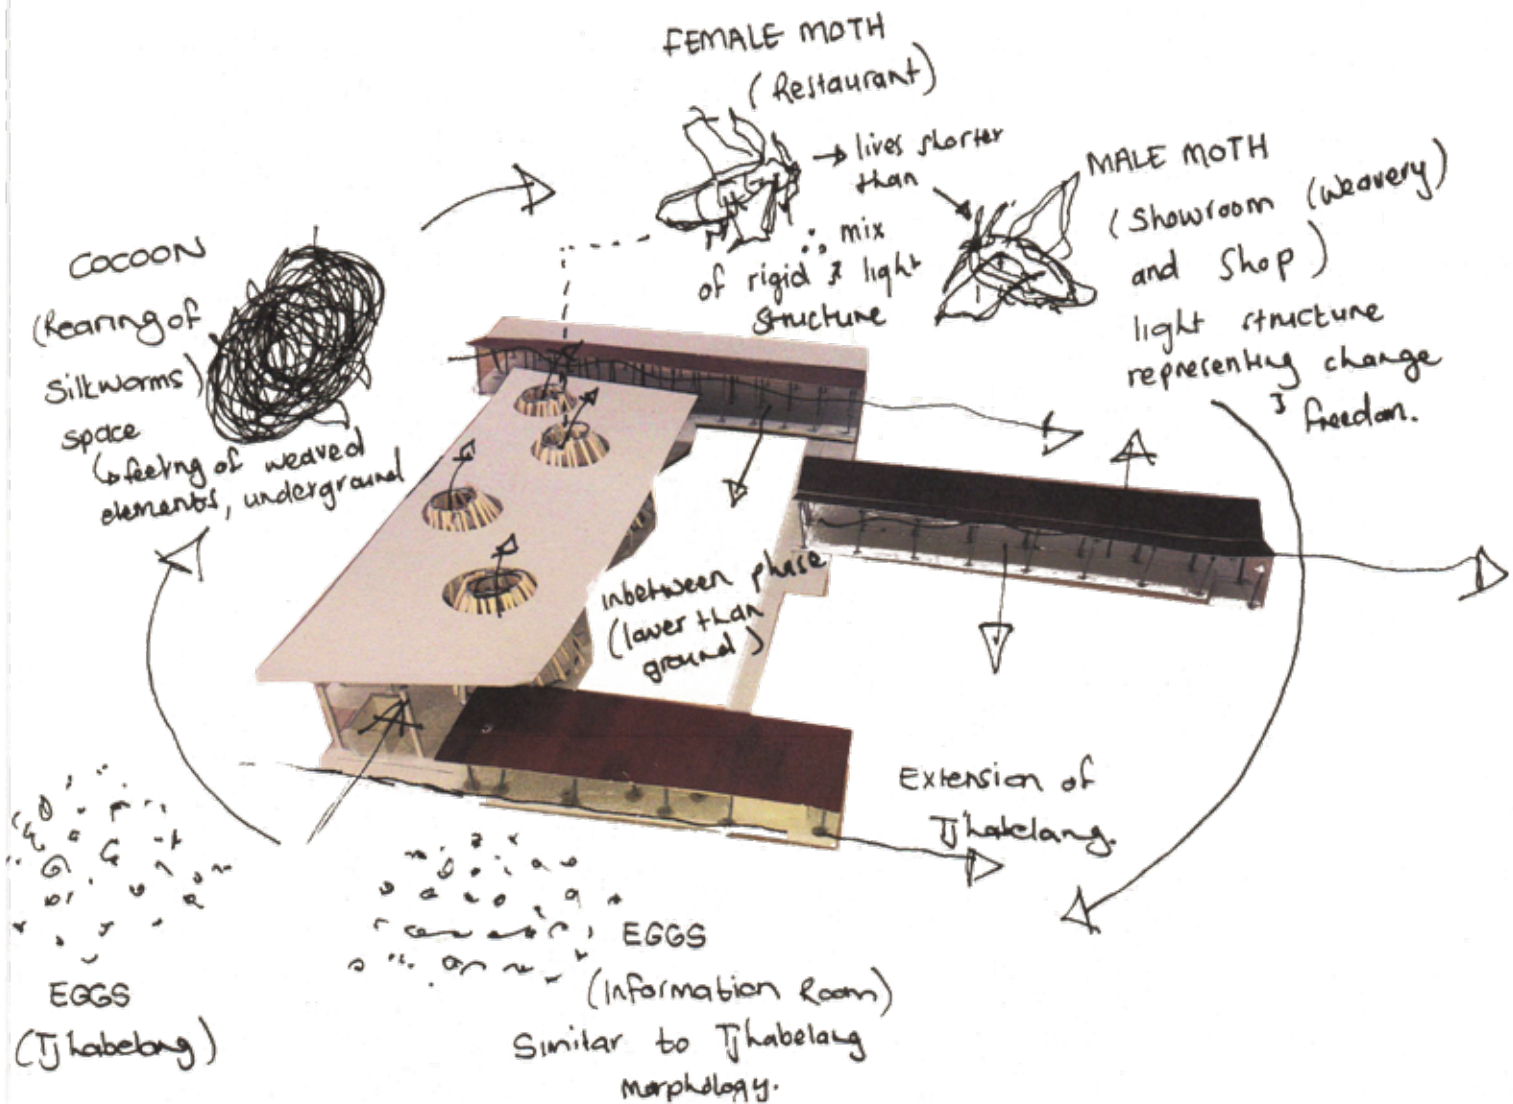 FEMALE MOTH
(Restaurant)
→ lives shorter
than
∴ mix
of rigid & light
structure
MALE MOTH
(Showroom (weavery)
and Shop)
light structure
representing change
& freedom.
COCOON
(Rearing of
Silkworms)
space
↳ feeling of weaved
elements, underground
inbetween phase
(lower than
ground)
Extension of
Tjhabelang.
EGGS
(Tjhabelang)
EGGS
(Information Room)
Similar to Tjhabelang
morphology.